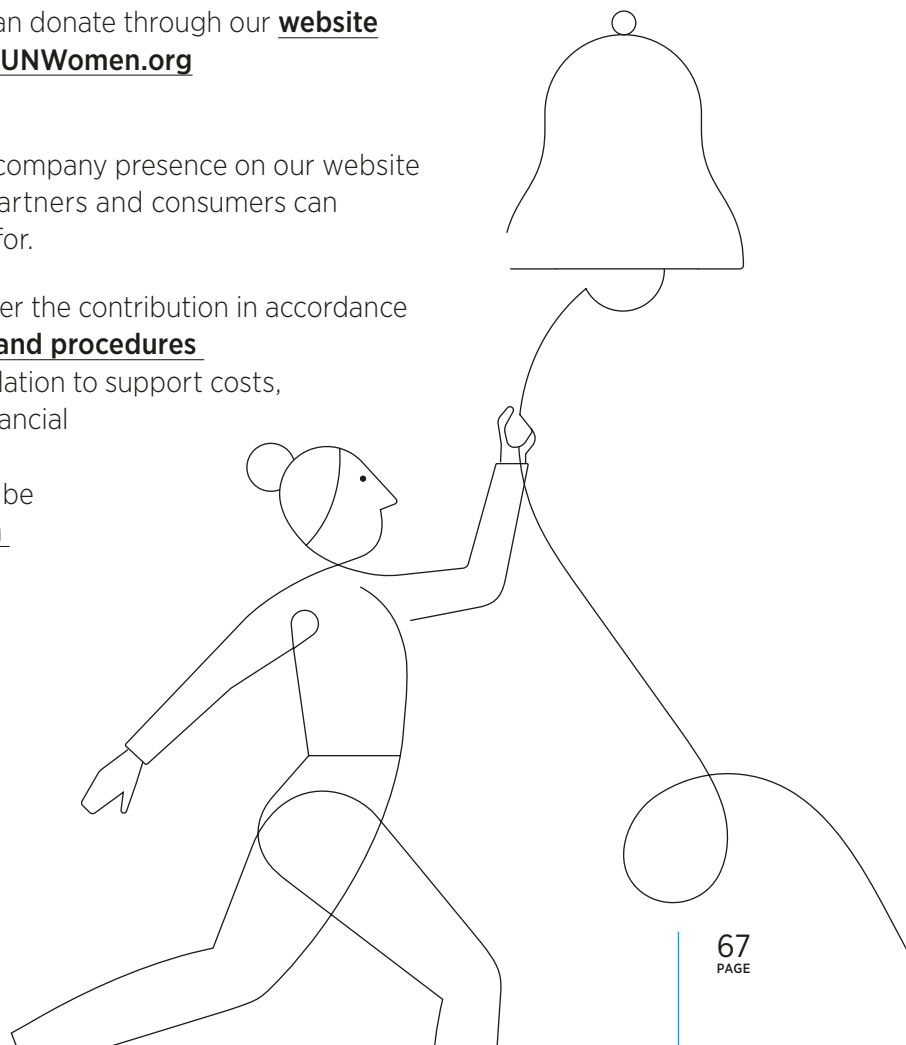 an donate through our website
UNWomen.org
company presence on our website
artners and consumers can
for.
er the contribution in accordance
and procedures
lation to support costs,
ancial
be
67
PAGE